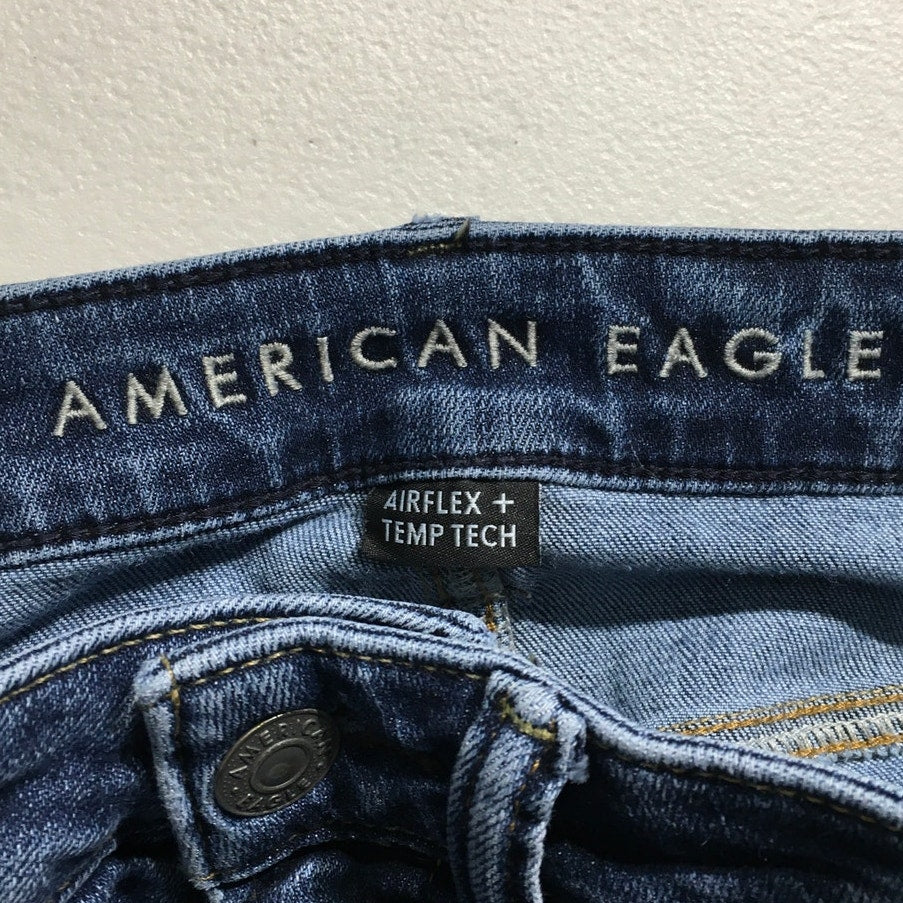 AMERICAN EAGLE
AIRFLEX +
TEMP TECH
AMERICAN
EAGLE